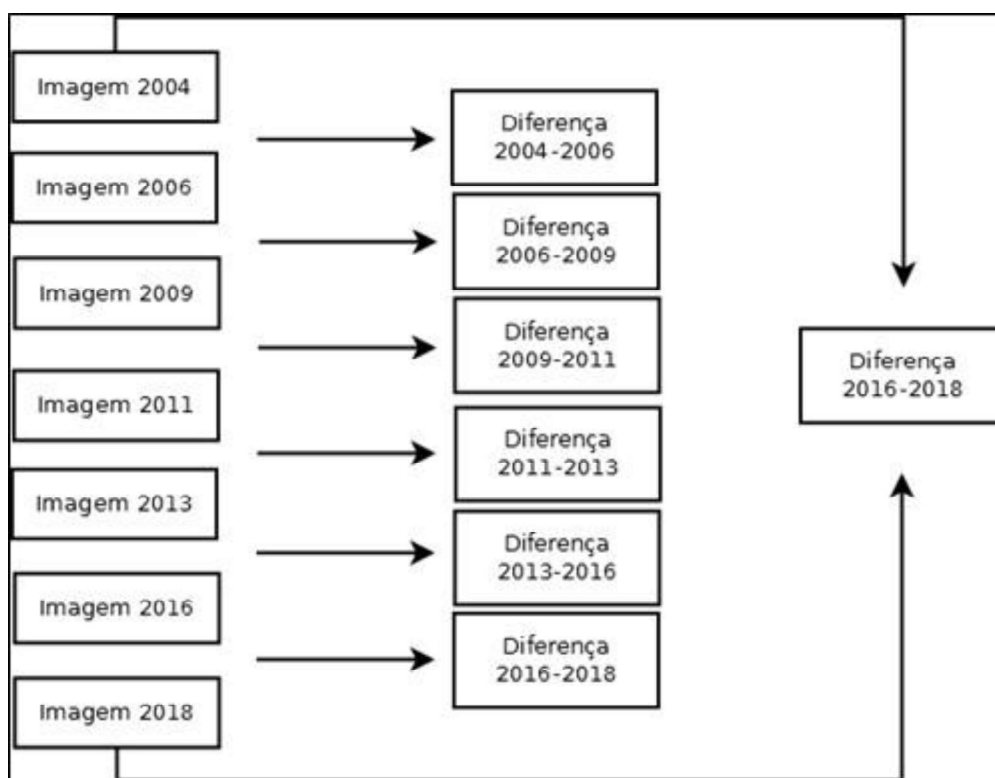 Imagem 2004
Imagem 2006
Imagem 2009
Imagem 2011
Imagem 2013
Imagem 2016
Imagem 2018
Diferença
2004-2006
Diferença
2006-2009
Diferença
2009-2011
Diferença
2011-2013
Diferença
2013-2016
Diferença
2016-2018
Diferença
2016-2018